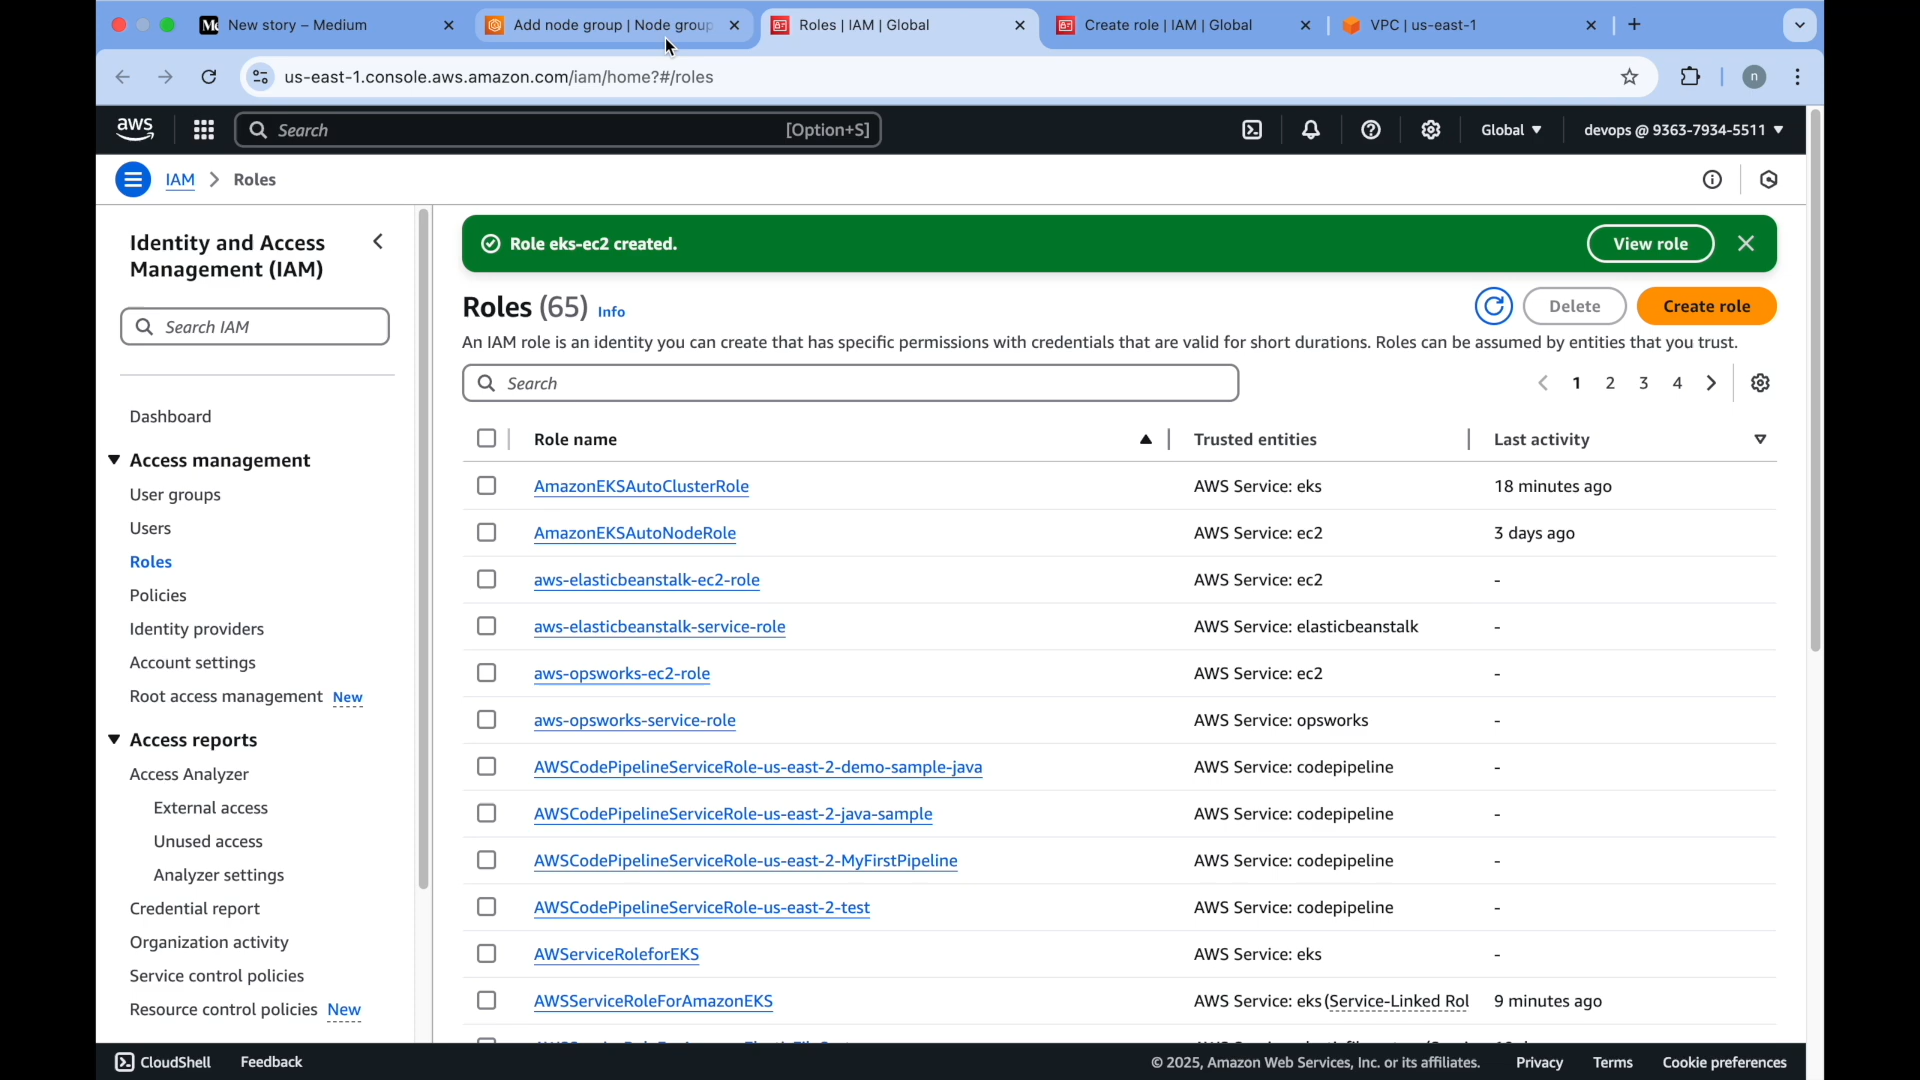 New story – Medium
Add node group | Node group
Roles | IAM | Global
Create role | IAM | Global
VPC | us-east-1
us-east-1.console.aws.amazon.com/iam/home?#/roles
n
aws
Search
[Option+S]
Global
devops @ 9363-7934-5511
IAM
Roles
Identity and Access
Management (IAM)
Search IAM
Dashboard
Access management
User groups
Users
Roles
Policies
Identity providers
Account settings
Root access management New
Access reports
Access Analyzer
External access
Unused access
Analyzer settings
Credential report
Organization activity
Service control policies
Resource control policies New
Role eks-ec2 created.
View role
Roles (65) Info
Delete
Create role
An IAM role is an identity you can create that has specific permissions with credentials that are valid for short durations. Roles can be assumed by entities that you trust.
Search
1 2 3 4
Role name Trusted entities Last activity
AmazonEKSAutoClusterRole AWS Service: eks 18 minutes ago
AmazonEKSAutoNodeRole AWS Service: ec2 3 days ago
aws-elasticbeanstalk-ec2-role AWS Service: ec2 -
aws-elasticbeanstalk-service-role AWS Service: elasticbeanstalk -
aws-opsworks-ec2-role AWS Service: ec2 -
aws-opsworks-service-role AWS Service: opsworks -
AWSCodePipelineServiceRole-us-east-2-demo-sample-java AWS Service: codepipeline -
AWSCodePipelineServiceRole-us-east-2-java-sample AWS Service: codepipeline -
AWSCodePipelineServiceRole-us-east-2-MyFirstPipeline AWS Service: codepipeline -
AWSCodePipelineServiceRole-us-east-2-test AWS Service: codepipeline -
AWServiceRoleforEKS AWS Service: eks -
AWSServiceRoleForAmazonEKS AWS Service: eks (Service-Linked Rol 9 minutes ago
CloudShell Feedback
© 2025, Amazon Web Services, Inc. or its affiliates. Privacy Terms Cookie preferences